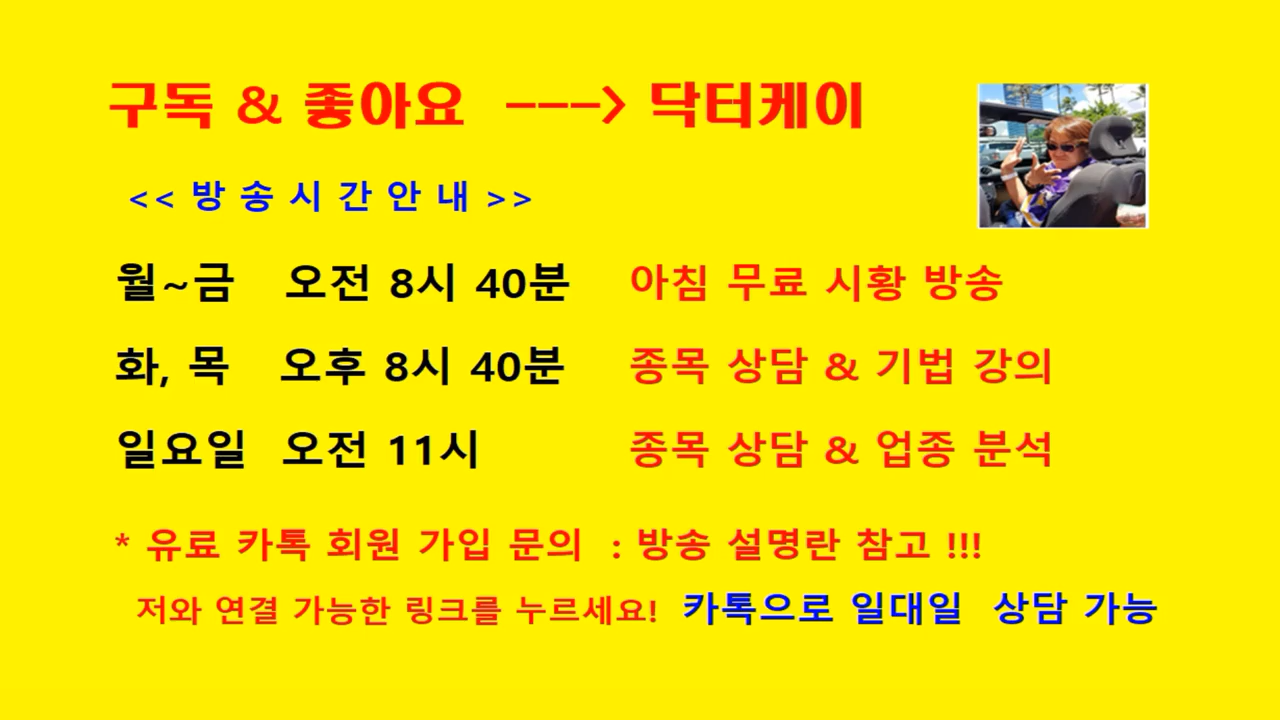 구독 & 좋아요 ---> 닥터케이
<< 방 송 시 간 안 내 >>
월~금 오전 8시 40분 아침 무료 시황 방송
화, 목 오후 8시 40분 종목 상담 & 기법 강의
일요일 오전 11시 종목 상담 & 업종 분석
* 유료 카톡 회원 가입 문의 : 방송 설명란 참고 !!!
저와 연결 가능한 링크를 누르세요! 카톡으로 일대일 상담 가능